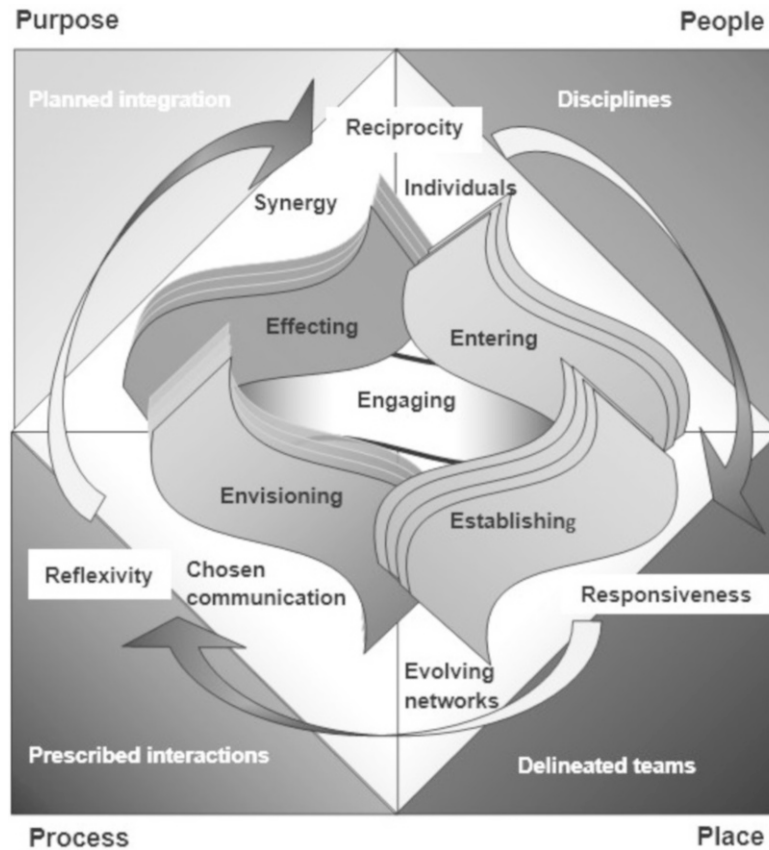 Purpose
People
Planned integration
Disciplines
Reciprocity
Individuals
Synergy
Effecting
Entering
Engaging
Envisioning
Establishing
Reflexivity
Chosen
communication
Responsiveness
Evolving
networks
Prescribed interactions
Delineated teams
Process
Place